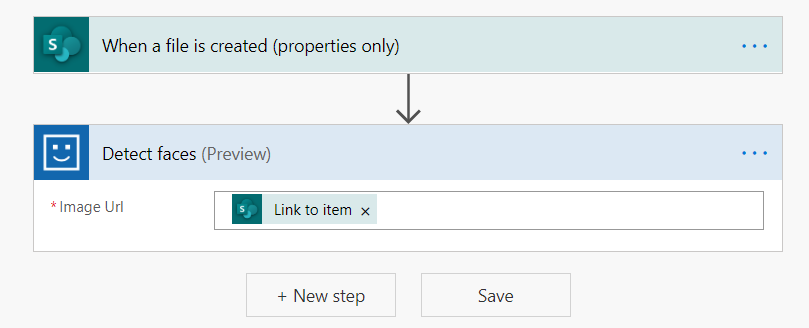 When a file is created (properties only)
Detect faces (Preview)
* Image Url
Link to item ×
+ New step
Save